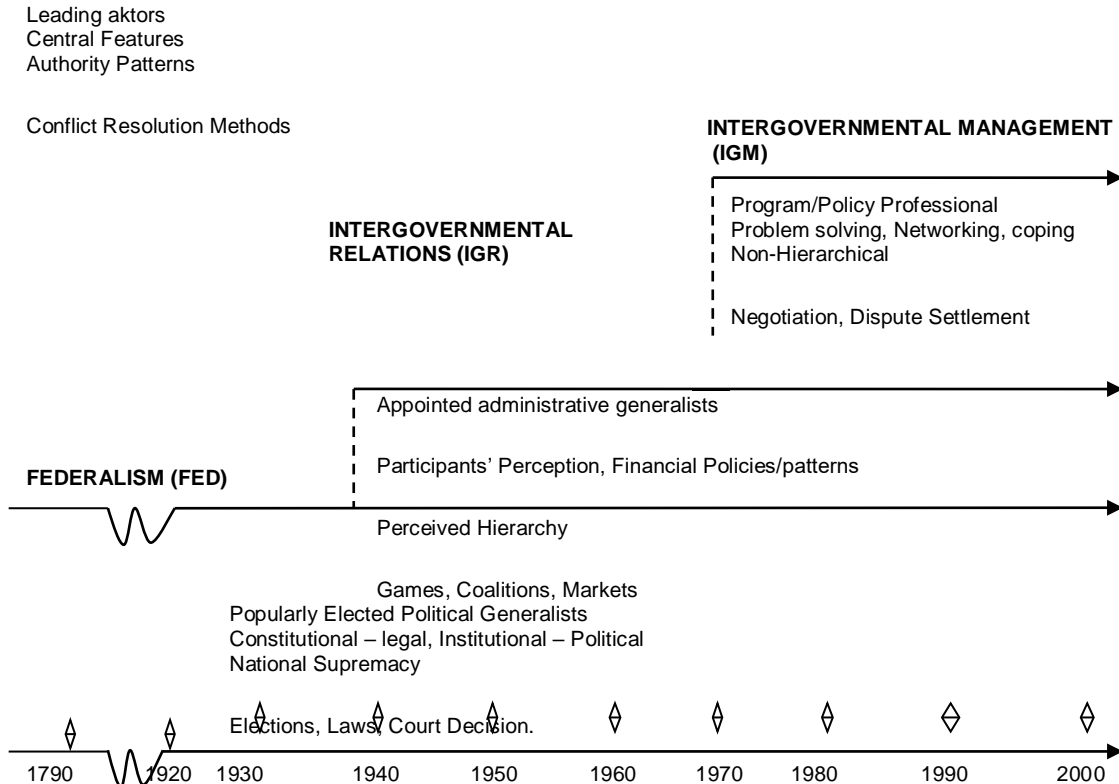 Leading aktors
Central Features
Authority Patterns
Conflict Resolution Methods
INTERGOVERNMENTAL MANAGEMENT
(IGM)
Program/Policy Professional
Problem solving, Networking, coping
Non-Hierarchical
Negotiation, Dispute Settlement
INTERGOVERNMENTAL
RELATIONS (IGR)
Appointed administrative generalists
Participants’ Perception, Financial Policies/patterns
FEDERALISM (FED)
Perceived Hierarchy
Games, Coalitions, Markets
Popularly Elected Political Generalists
Constitutional – legal, Institutional – Political
National Supremacy
Elections, Laws, Court Decision.
1790 1920 1930 1940 1950 1960 1970 1980 1990 2000